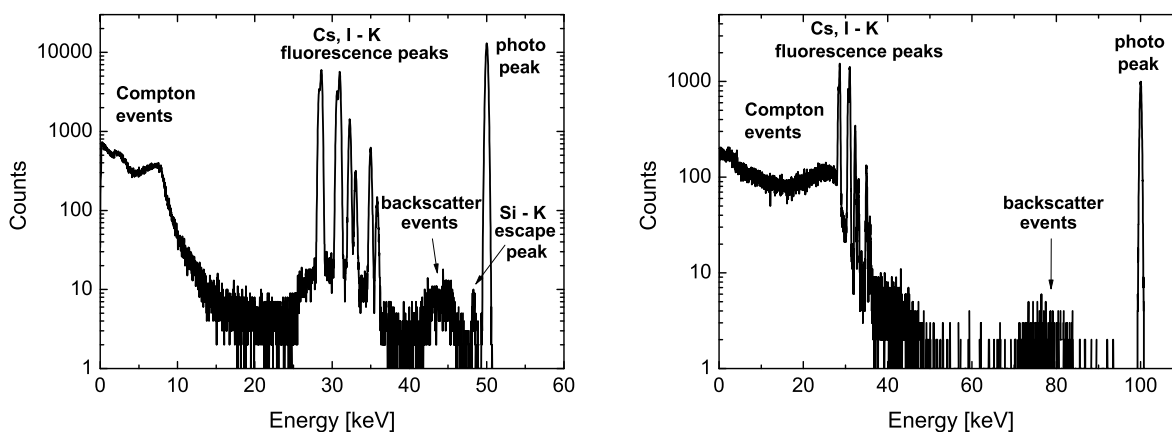 Cs, I - K
fluorescence peaks
photo
peak
Compton
events
backscatter
events
Si - K
escape
peak
10000
1000
100
10
1
Counts
0
10
20
30
40
50
60
Energy [keV]
Cs, I - K
fluorescence peaks
photo
peak
Compton
events
backscatter
events
1000
100
10
1
Counts
0
20
40
60
80
100
Energy [keV]